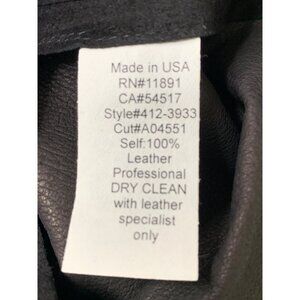 Made in USA
RN#11891
CA#54517
Style#412-3933
Cut#A04551
Self:100%
Leather
Professional
DRY CLEAN
with leather
specialist
only